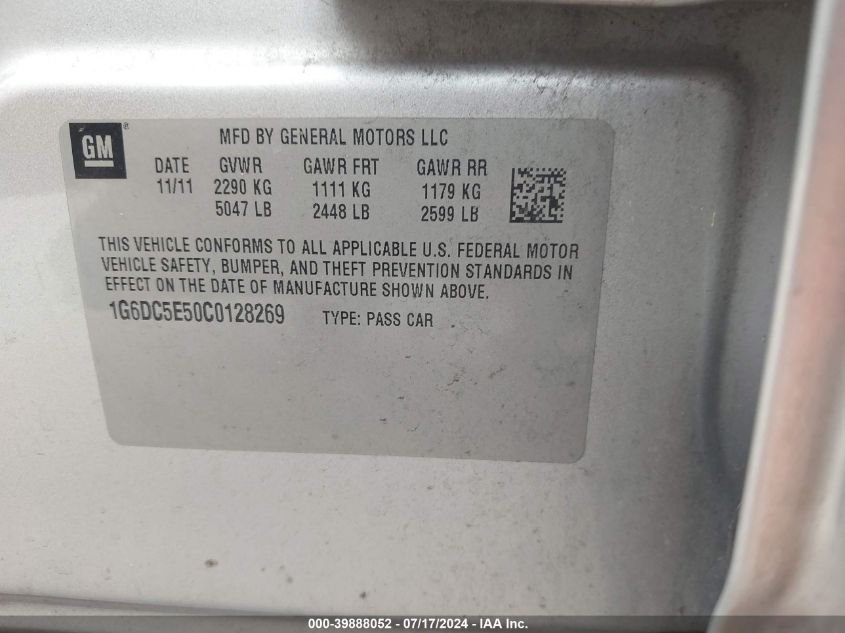 GM®
MFD BY GENERAL MOTORS LLC
DATE GVWR GAWR FRT GAWR RR
11/11 2290 KG 1111 KG 1179 KG
5047 LB 2448 LB 2599 LB
THIS VEHICLE CONFORMS TO ALL APPLICABLE U.S. FEDERAL MOTOR
VEHICLE SAFETY, BUMPER, AND THEFT PREVENTION STANDARDS IN
EFFECT ON THE DATE OF MANUFACTURE SHOWN ABOVE.
1G6DC5E50C0128269 TYPE: PASS CAR
000-39888052 - 07/17/2024 - IAA Inc.